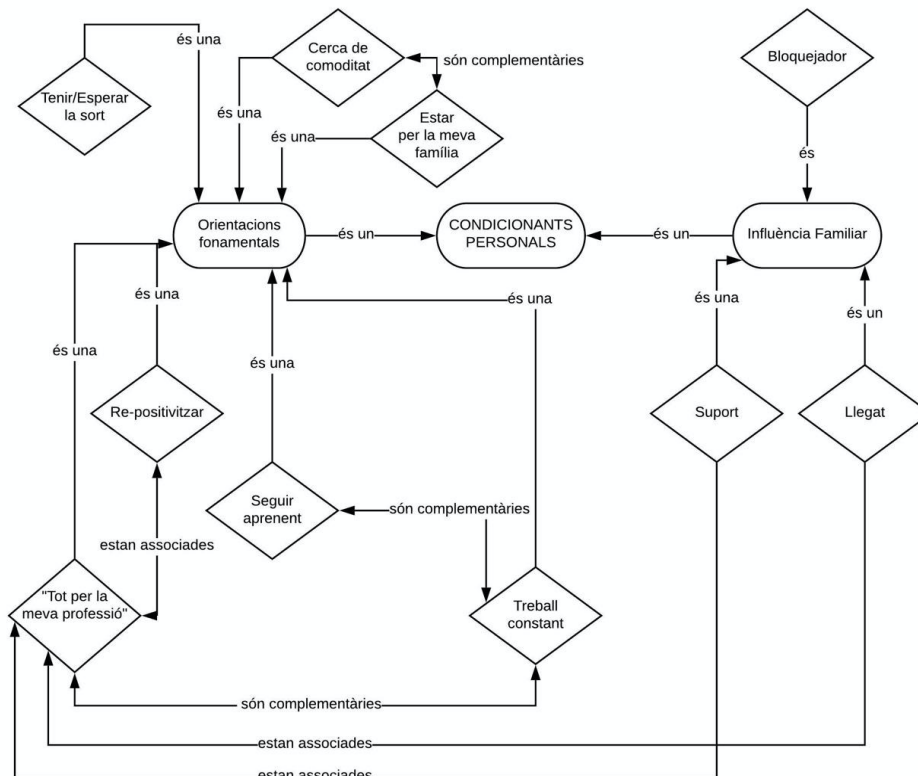 és una
Cerca de
comoditat
són complementàries
Bloquejador
Tenir/Esperar
la sort
és una
Estar
per la meva
família
és una
és
Orientacions
fonamentals
és un
CONDICIONANTS
PERSONALS
és un
Influència Familiar
és una
és una
és una
és un
és una
és una
Re-positivitzar
Suport
Llegat
Seguir
aprenent
són complementàries
estan associades
"Tot per la
meva professió"
Treball
constant
són complementàries
estan associades
estan associades